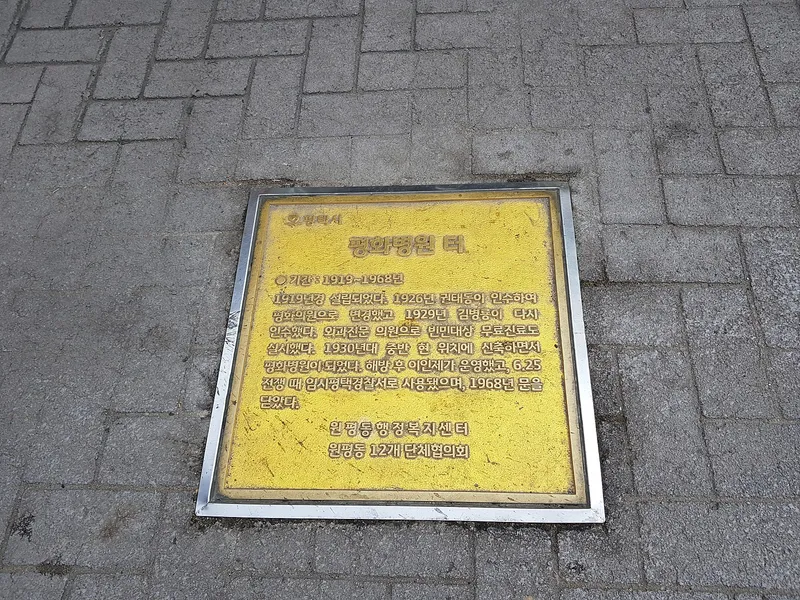 평택시
평화병원 터
기간 : 1919~1968년
1919년경 설립되었다. 1926년 권태동이 인수하여
평화의원으로 변경했고 1929년 김병룡이 다시
인수했다. 외과전문 의원으로 빈민대상 무료진료도
실시했다. 1930년대 중반 현 위치에 신축하면서
평화병원이 되었다. 해방 후 이인제가 운영했고, 6.25
전쟁 때 임시평택경찰서로 사용됐으며, 1968년 문을
닫았다.
원평동행정복지센터
원평동 12개 단체협의회